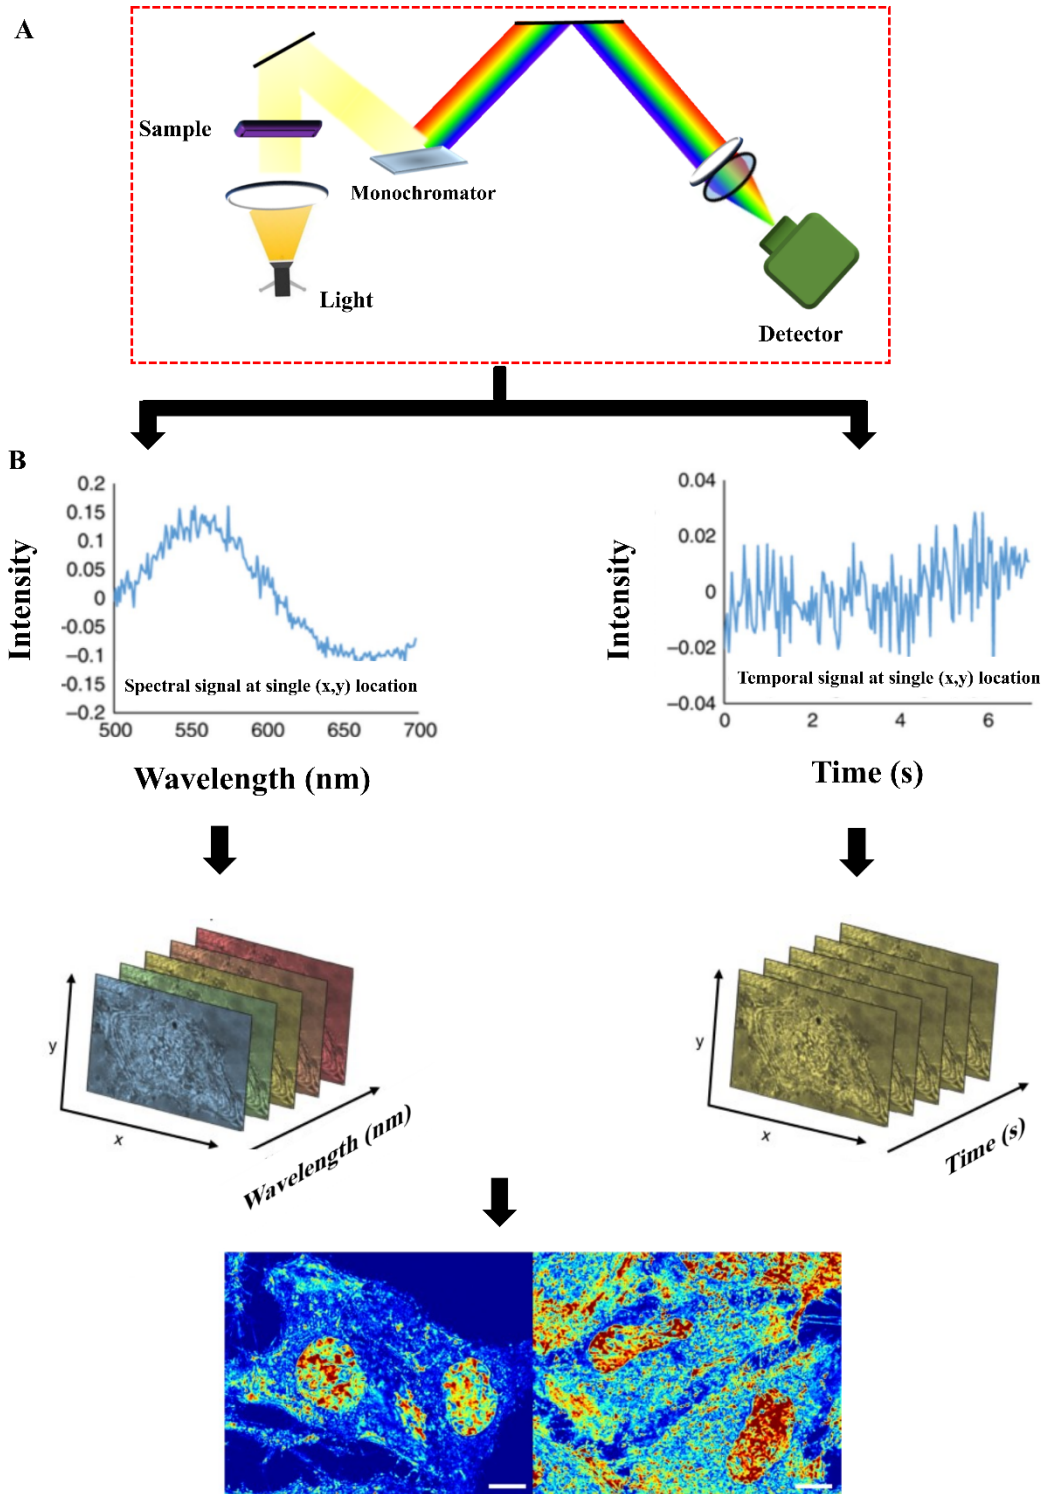 A
Sample
Monochromator
Light
Detector
B
Intensity
0.2
0.15
0.1
0.05
0
-0.05
-0.1
-0.15
-0.2
500 550 600 650 700
Spectral signal at single (x,y) location
Wavelength (nm)
Intensity
0.04
0.02
0
-0.02
-0.04
0 2 4 6
Temporal signal at single (x,y) location
Time (s)
y
x
Wavelength (nm)
y
x
Time (s)